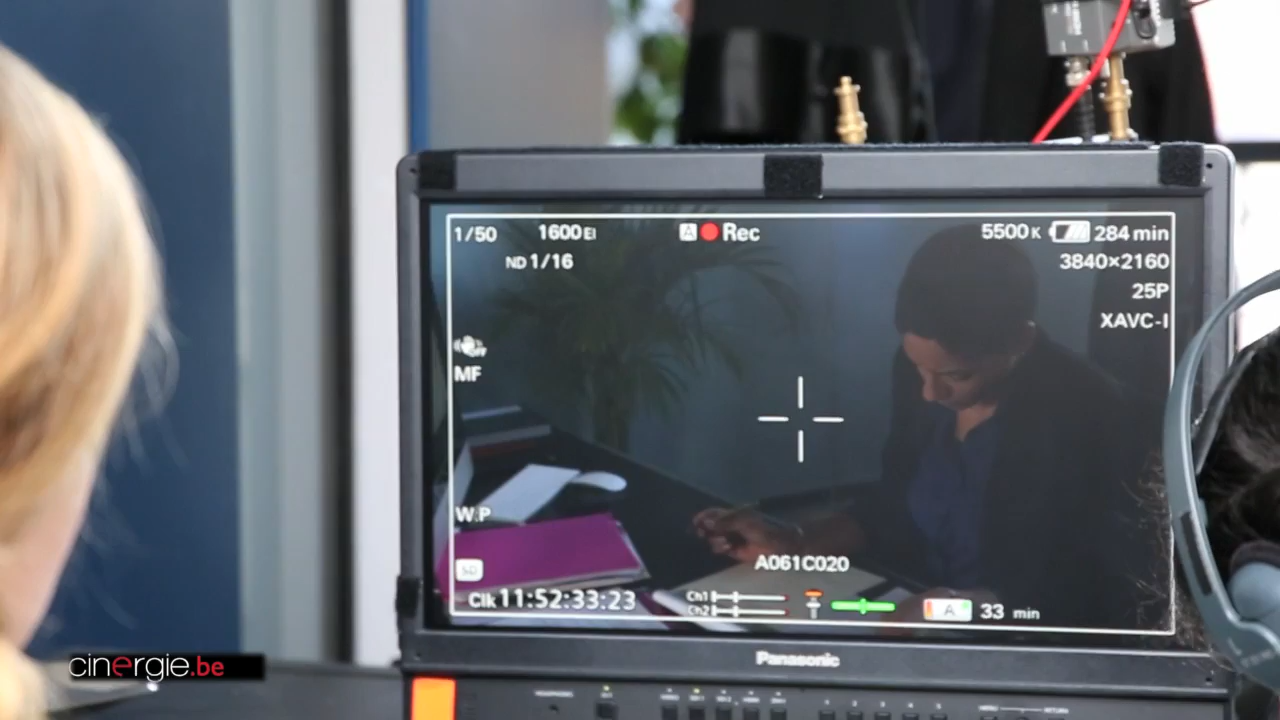 1/50 1600EI A Rec 5500K 284 min
ND 1/16 3840×2160
25P
XAVC-I
OFF
MF
W.P
SD
A061C020
Clk 11:52:33:23 Ch1 A 33 min
Ch2
Panasonic
cinergie.be